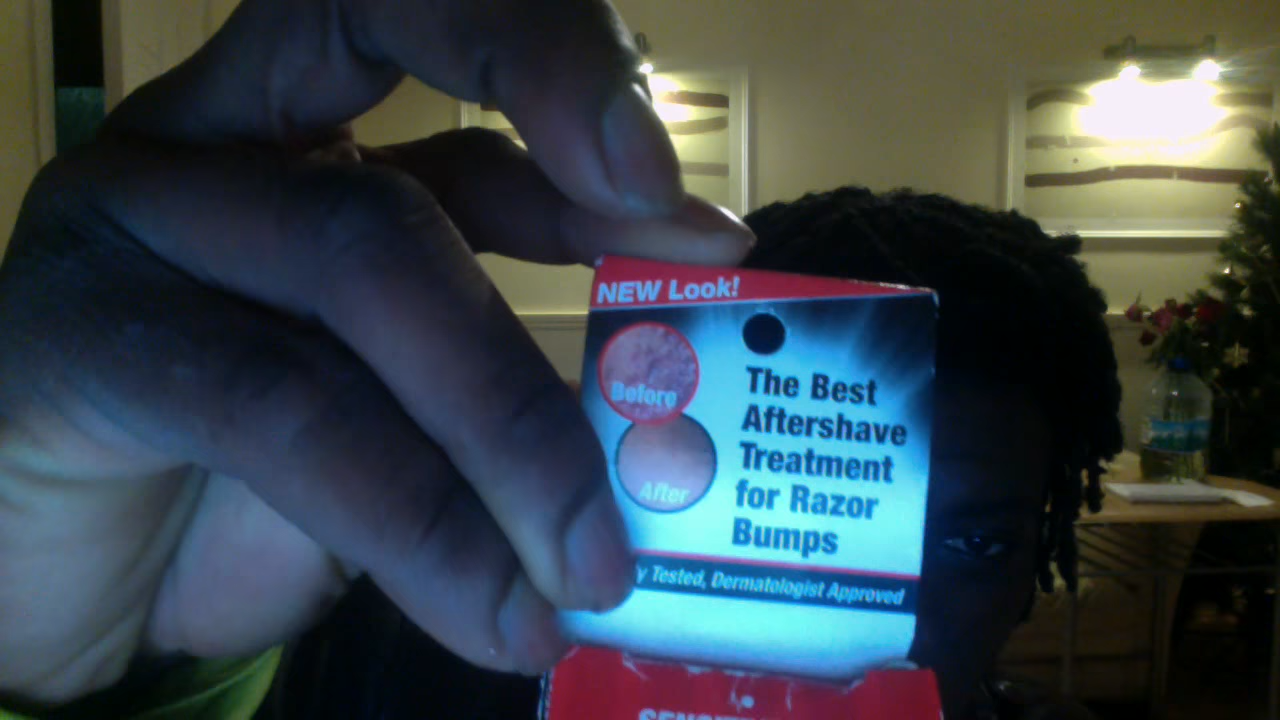 NEW Look!
Before
After
The Best
Aftershave
Treatment
for Razor
Bumps
Tested, Dermatologist Approved